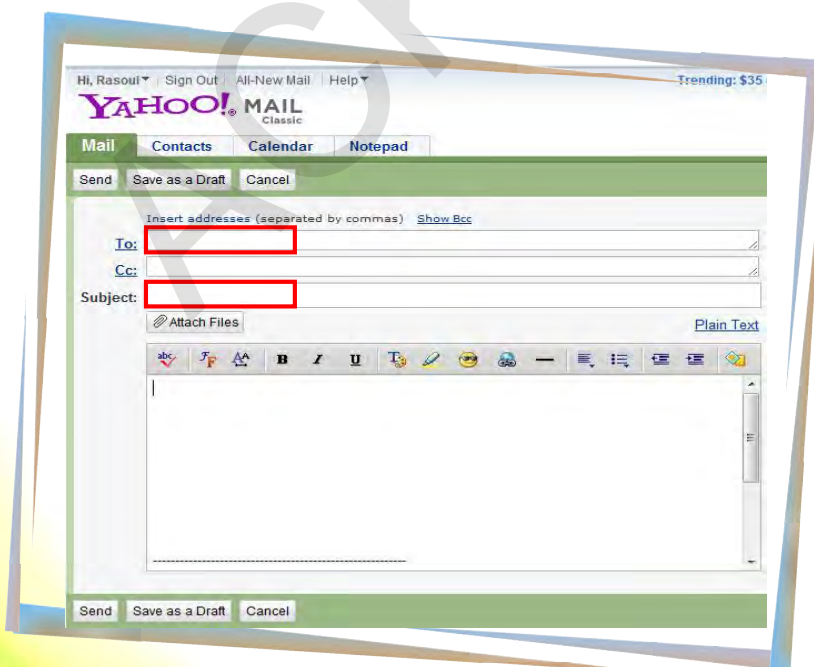 Hi, Rasoul Sign Out All-New Mail Help Trending: $35
YAHOO! MAIL
Classic
Mail Contacts Calendar Notepad
Send Save as a Draft Cancel
Insert addresses (separated by commas) Show Bcc
To:
Cc:
Subject:
Attach Files Plain Text
abc
B I U
Send Save as a Draft Cancel